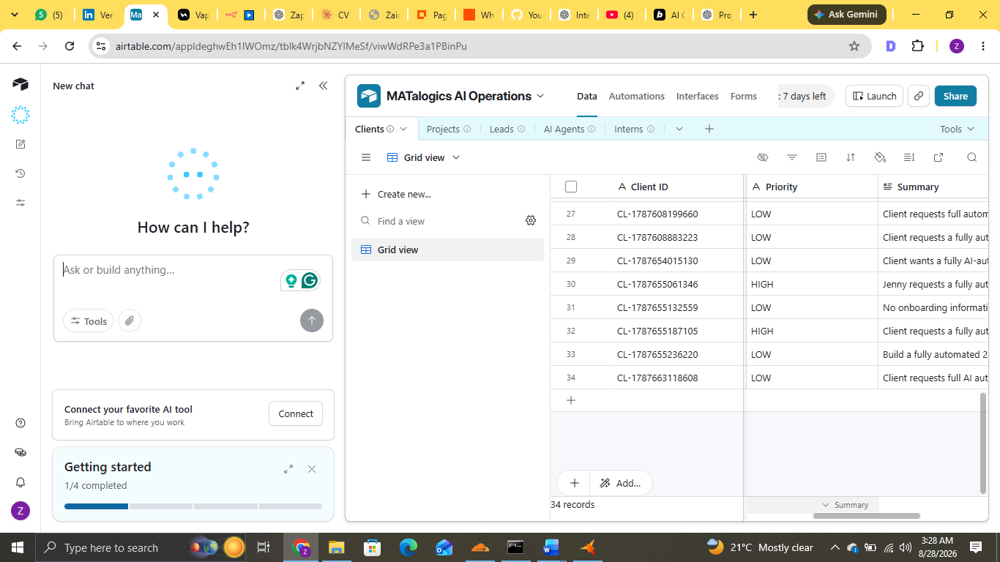 5
(5)
Ver
Ma
Vap
Zap
CV
Zai
Pag
Wh
You
Inte
(4)
AI C
Pro
Ask Gemini
airtable.com/appIdeghwEh1IWOmz/tblk4WrjbNZYIMeSf/viwWdRPe3a1PBinPu
D
Z
New chat
How can I help?
Ask or build anything...
Tools
Connect your favorite AI tool
Bring Airtable to where you work
Connect
Getting started
1/4 completed
Z
MATalogics AI Operations
Data
Automations
Interfaces
Forms
: 7 days left
Launch
Share
Clients
Projects
Leads
AI Agents
Interns
Tools
Grid view
Create new...
Find a view
Grid view
Client ID Priority Summary
27 CL-1787608199660 LOW Client requests full autom
28 CL-1787608883223 LOW Client requests a fully aut
29 CL-1787654015130 LOW Client wants a fully AI-aut
30 CL-1787655061346 HIGH Jenny requests a fully aut
31 CL-1787655132559 LOW No onboarding informati
32 CL-1787655187105 HIGH Client requests a fully aut
33 CL-1787655236220 LOW Build a fully automated 2
34 CL-1787663118608 LOW Client requests full AI aut
Add...
34 records
Summary
Type here to search
21°C Mostly clear
3:28 AM
8/28/2026